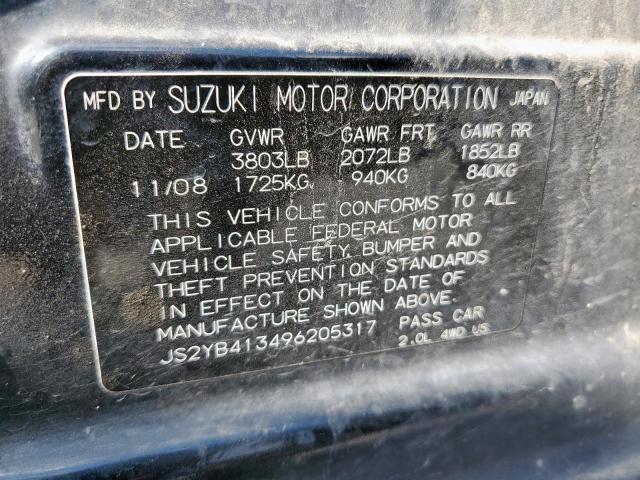 MFD BY SUZUKI MOTOR CORPORATION JAPAN
DATE GVWR GAWR FRT GAWR RR
3803LB 2072LB 1852LB
11/08 1725KG 940KG 840KG
THIS VEHICLE CONFORMS TO ALL
APPLICABLE FEDERAL MOTOR
VEHICLE SAFETY, BUMPER AND
THEFT PREVENTION STANDARDS
IN EFFECT ON THE DATE OF
MANUFACTURE SHOWN ABOVE.
JS2YB413496205317 PASS CAR
2.0L 4WD US